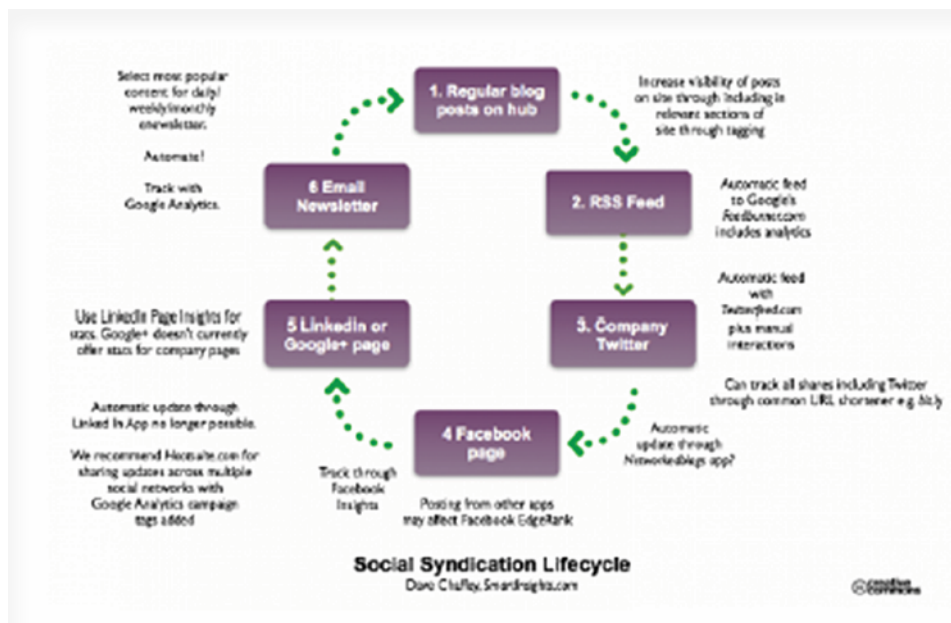 Select most popular
content for daily/
weekly/monthly
enewsletter.
Automate!
Track with
Google Analytics.
1. Regular blog
posts on hub
Increase visibility of posts
on site through including in
relevant sections of
site through tagging
6 Email
Newsletter
2. RSS Feed
Automatic feed
to Google's
Feedburner.com
includes analytics
Use LinkedIn Page Insights for
stats. Google+ doesn't currently
offer stats for company pages
5 LinkedIn or
Google+ page
3. Company
Twitter
Automatic feed
with
Twitterfeed.com
plus manual
interactions
Can track all shares including Twitter
through common URL shortener e.g. bit.ly
Automatic update through
Linked In App no longer possible.
We recommend Hootsuite.com for
sharing updates across multiple
social networks with
Google Analytics campaign
tags added
4 Facebook
page
Automatic
update through
Networkedblogs app?
Track through
Facebook
Insights
Posting from other apps
may affect Facebook EdgeRank
Social Syndication Lifecycle
Dave Chaffey, SmartInsights.com
creative
commons